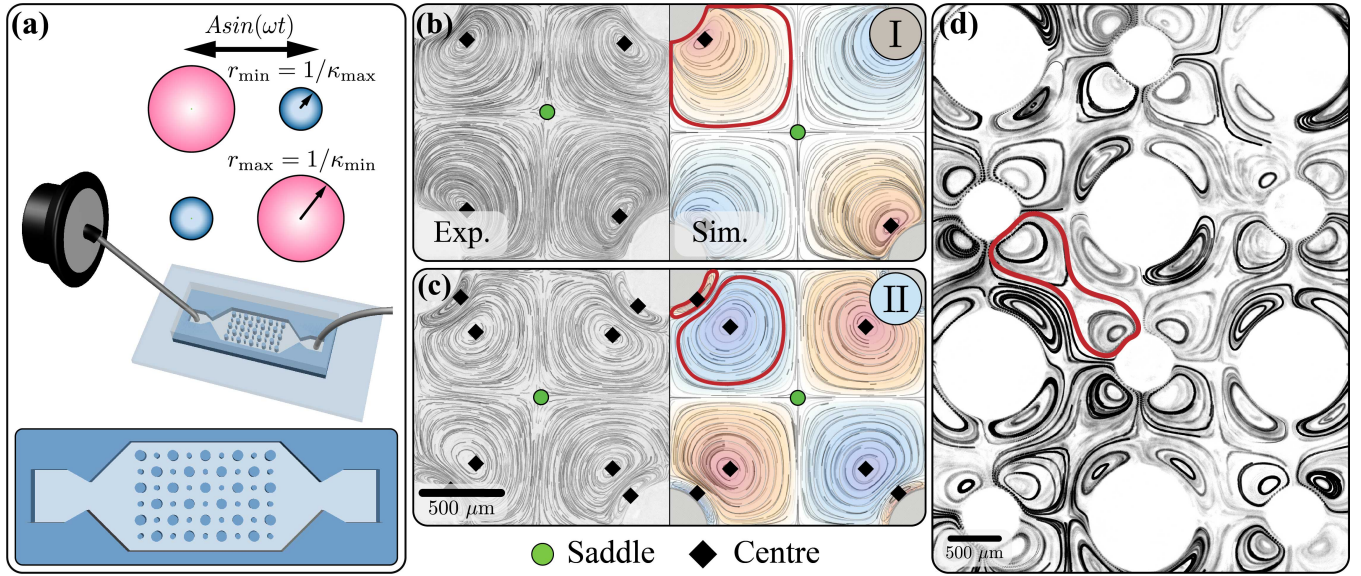 (a)
Asin(ωt)
r_min = 1/κ_max
r_max = 1/κ_min
(b)
Exp.
Sim.
I
(c)
500 μm
II
Saddle
Centre
(d)
500 μm